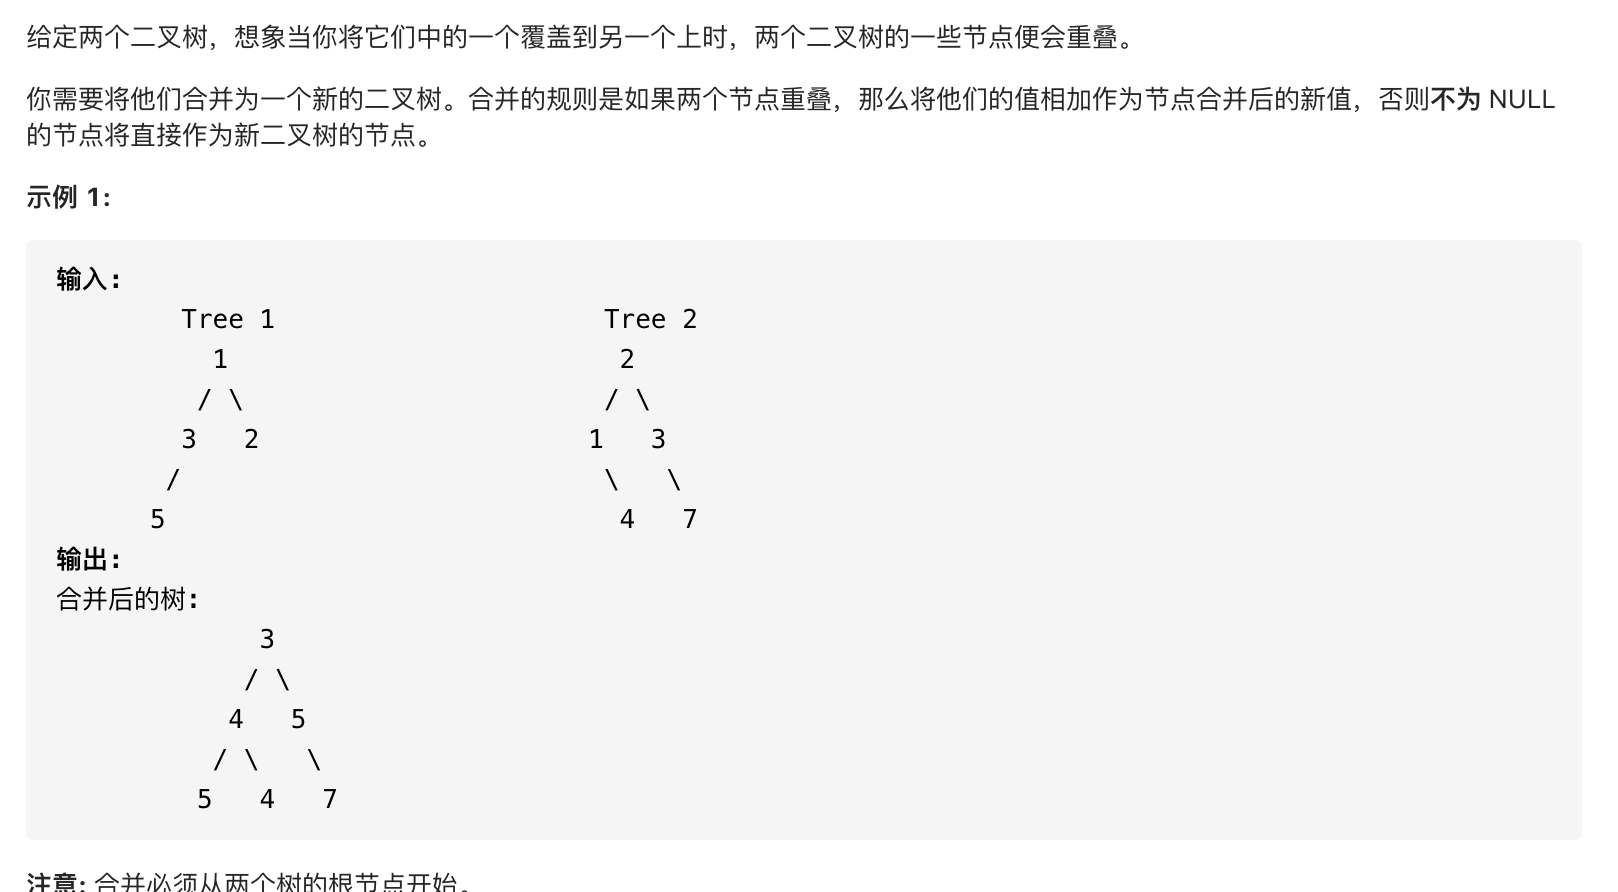 给定两个二叉树，想象当你将它们中的一个覆盖到另一个上时，两个二叉树的一些节点便会重叠。
你需要将他们合并为一个新的二叉树。合并的规则是如果两个节点重叠，那么将他们的值相加作为节点合并后的新值，否则不为 NULL
的节点将直接作为新二叉树的节点。
示例 1:
输入:
Tree 1                     Tree 2
1                         2
/ \                       / \
3   2                     1   3
/                           \   \
5                             4   7
输出:
合并后的树:
3
/ \
4   5
/ \   \
5   4   7
注意: 合并必须从两个树的根节点开始。